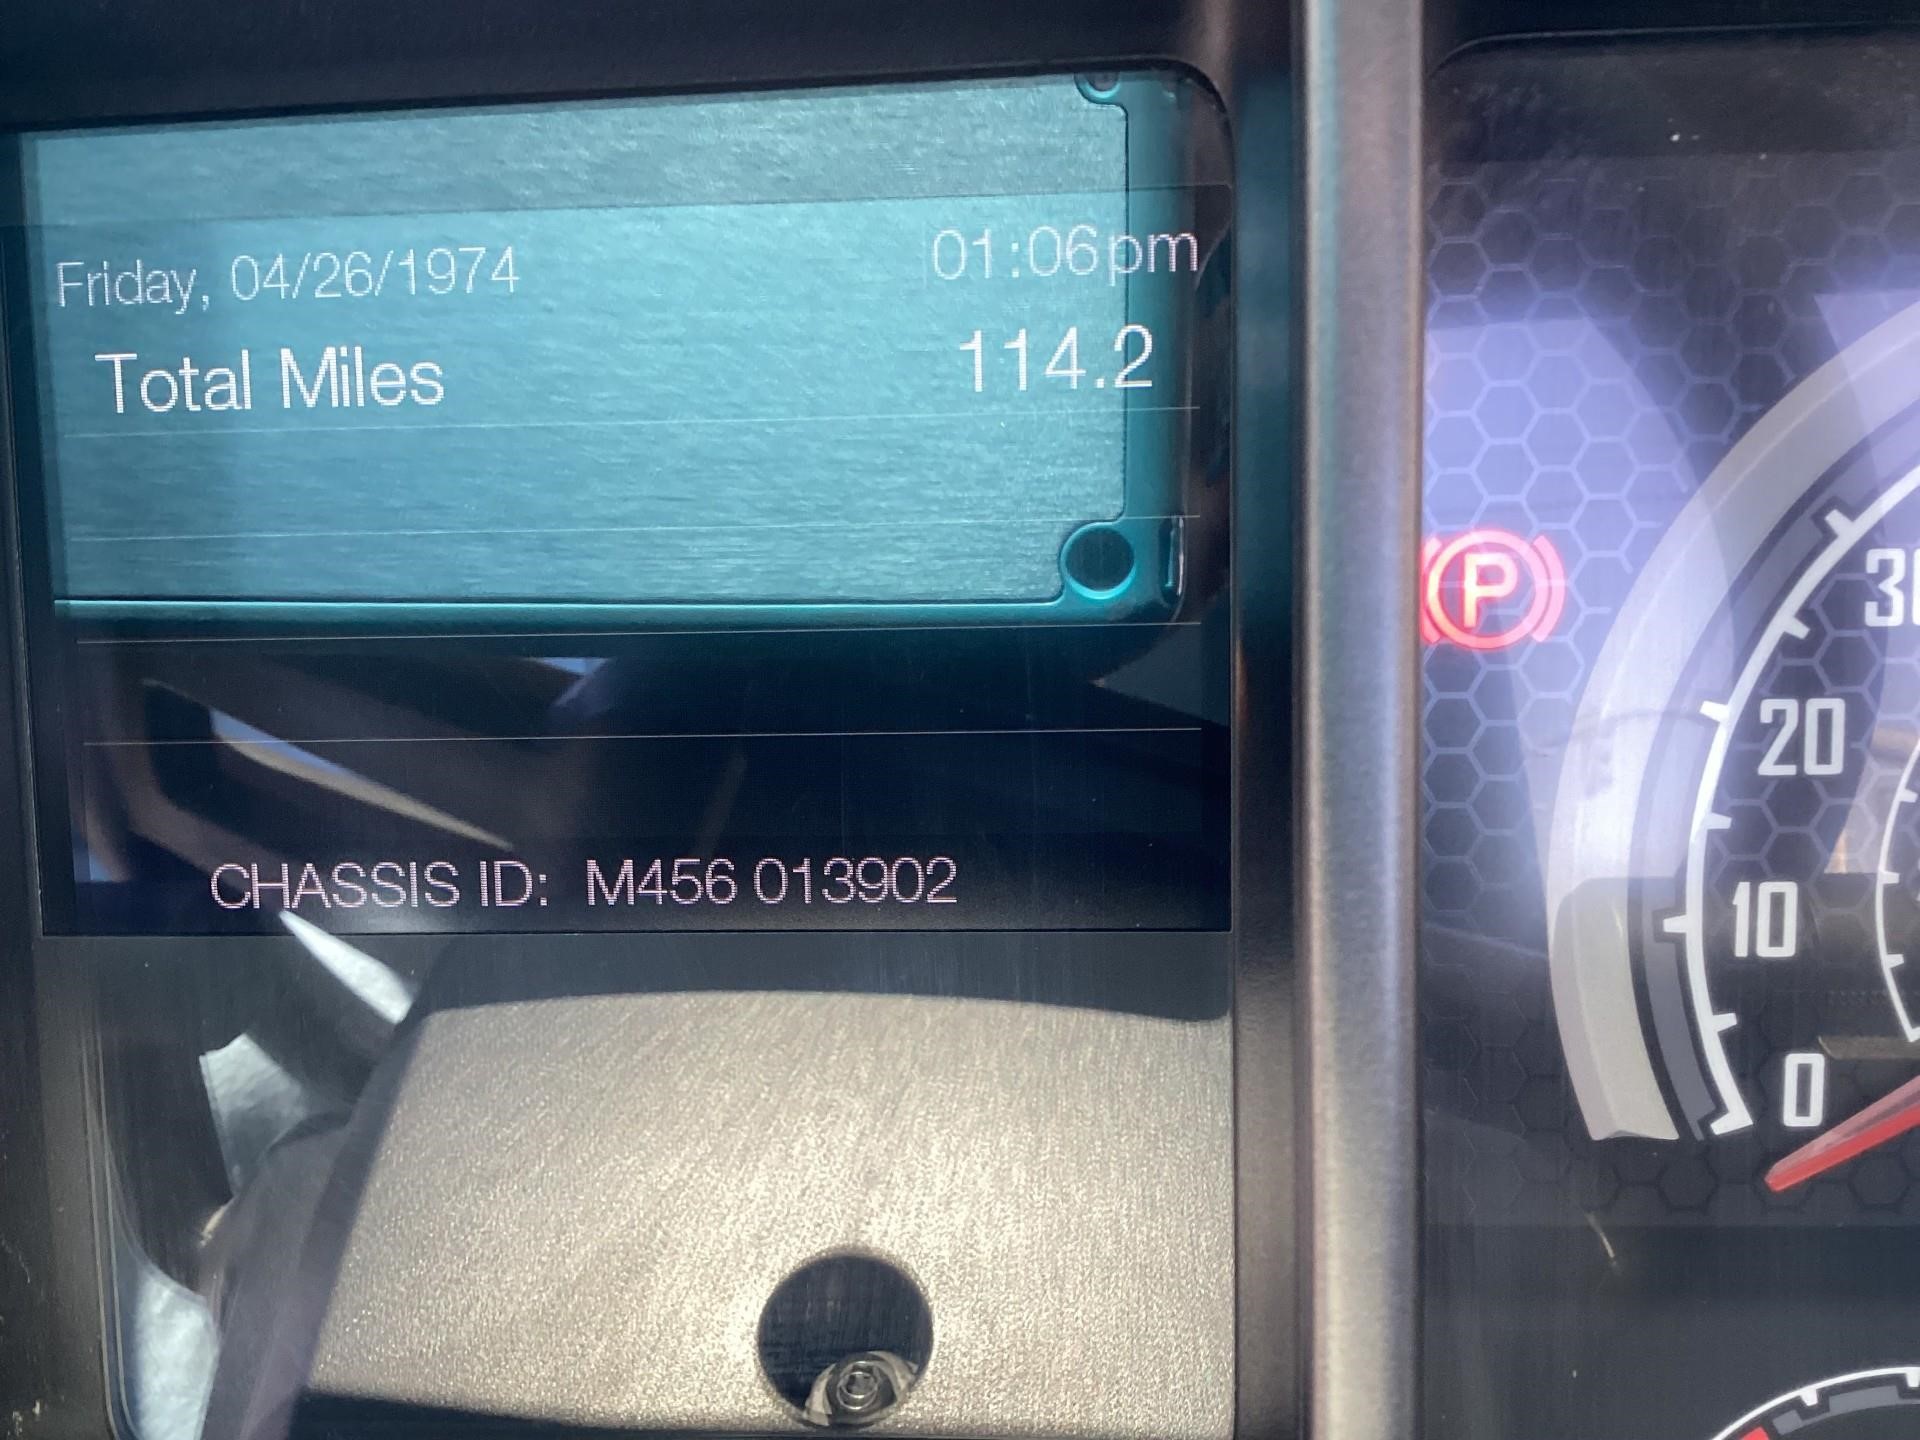 Friday, 04/26/1974 01:06pm
Total Miles 114.2
CHASSIS ID: M456 013902
P
20
10
0